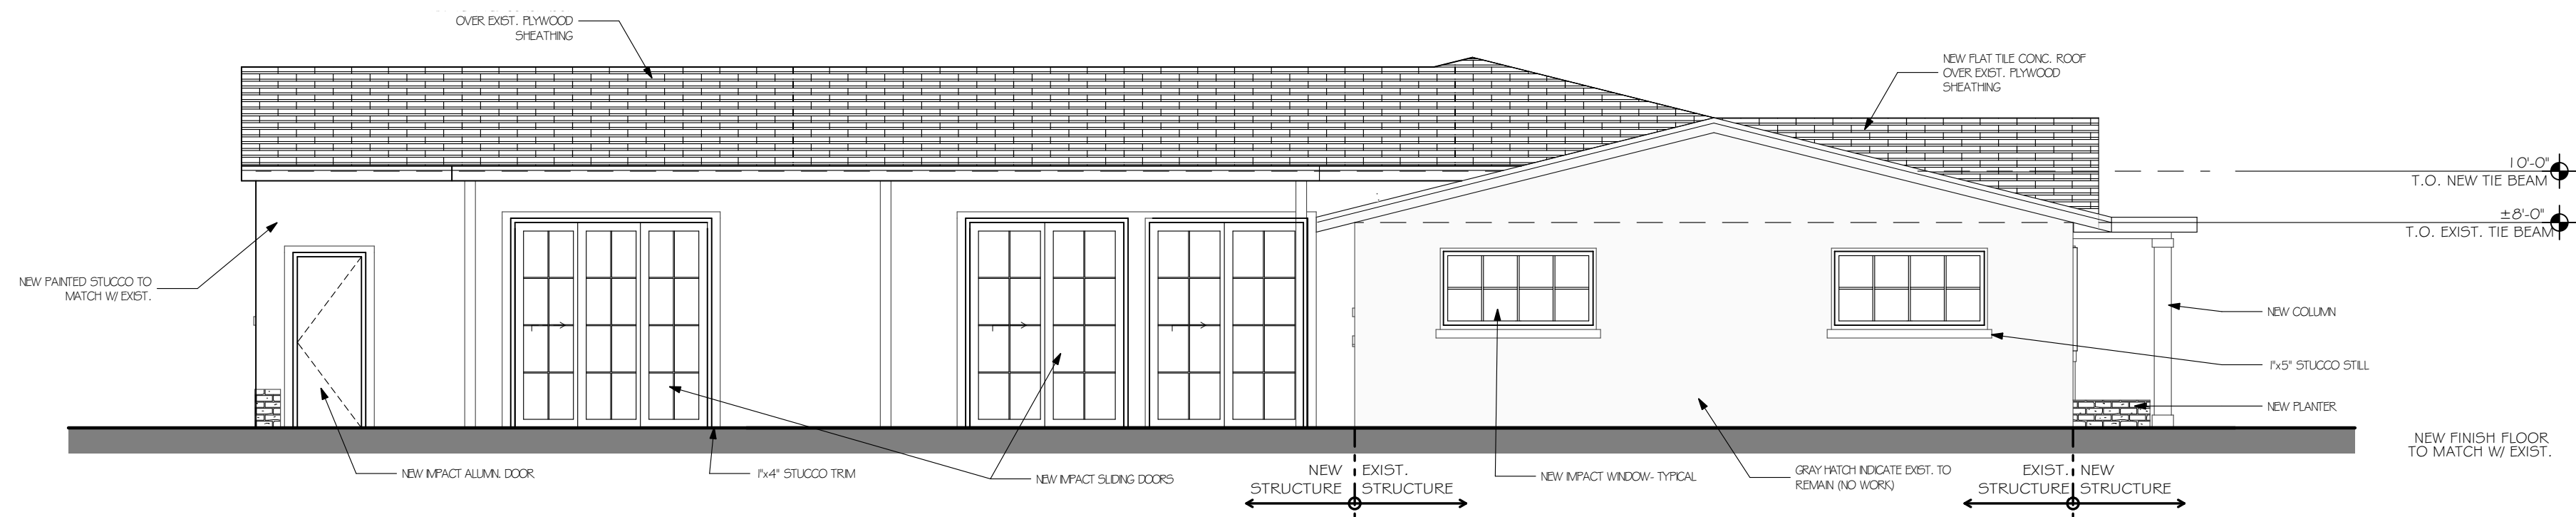 OVER EXIST. PLYWOOD
SHEATHING
NEW FLAT TILE CONC. ROOF
OVER EXIST. PLYWOOD
SHEATHING
10'-0"
T.O. NEW TIE BEAM
±8'-0"
T.O. EXIST. TIE BEAM
NEW PAINTED STUCCO TO
MATCH W/ EXIST.
NEW COLUMN
1"x5" STUCCO STILL
NEW PLANTER
NEW FINISH FLOOR
TO MATCH W/ EXIST.
NEW IMPACT ALUMN. DOOR
1"x4" STUCCO TRIM
NEW IMPACT SLIDING DOORS
NEW
STRUCTURE
EXIST.
STRUCTURE
NEW IMPACT WINDOW- TYPICAL
GRAY HATCH INDICATE EXIST. TO
REMAIN (NO WORK)
EXIST.
STRUCTURE
NEW
STRUCTURE